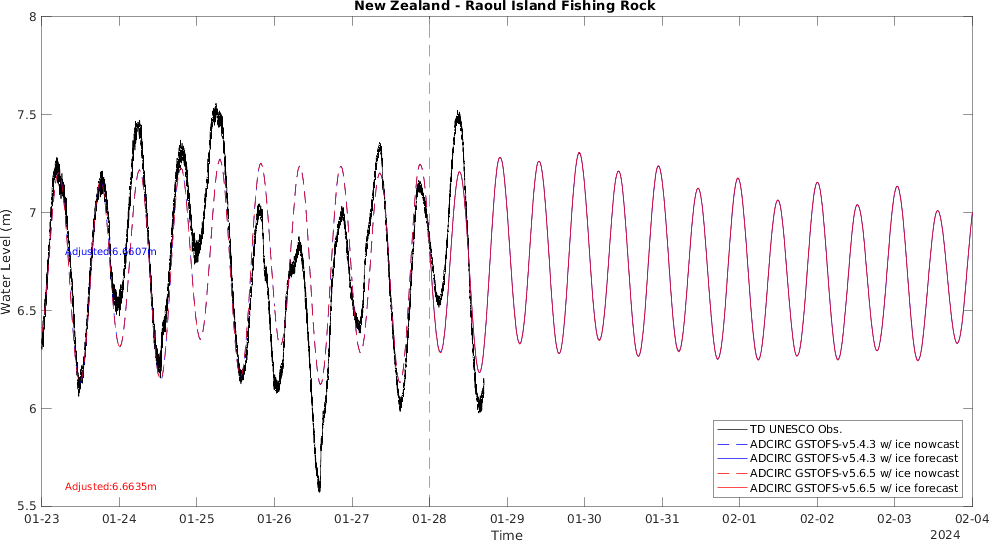 New Zealand - Raoul Island Fishing Rock
8
7.5
7
6.5
6
5.5
Water Level (m)
Adjusted:6.6607m
Adjusted:6.6635m
TD UNESCO Obs.
ADCIRC GSTOFS-v5.4.3 w/ ice nowcast
ADCIRC GSTOFS-v5.4.3 w/ ice forecast
ADCIRC GSTOFS-v5.6.5 w/ ice nowcast
ADCIRC GSTOFS-v5.6.5 w/ ice forecast
01-23 01-24 01-25 01-26 01-27 01-28 01-29 01-30 01-31 02-01 02-02 02-03 02-04
Time
2024